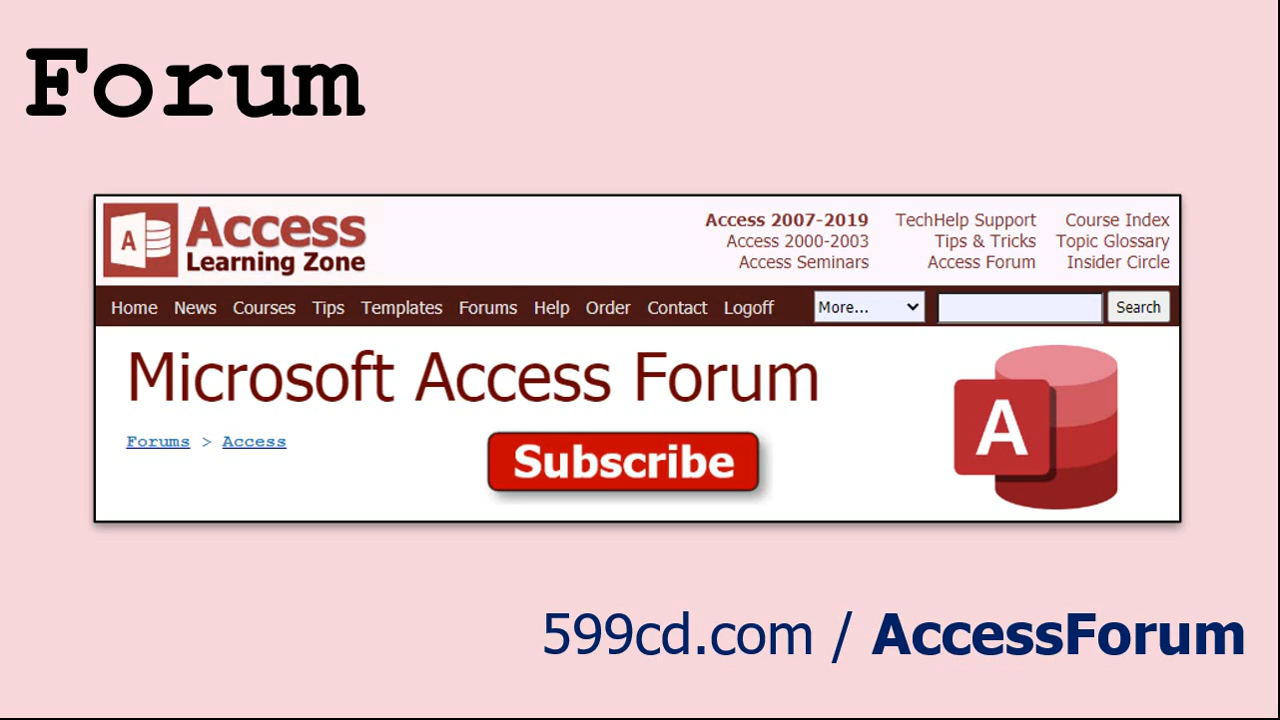 Forum
A
Access
Learning Zone
Access 2007-2019 TechHelp Support Course Index
Access 2000-2003 Tips & Tricks Topic Glossary
Access Seminars Access Forum Insider Circle
Home News Courses Tips Templates Forums Help Order Contact Logoff More... Search
Microsoft Access Forum
A
Forums > Access
Subscribe
599cd.com / AccessForum